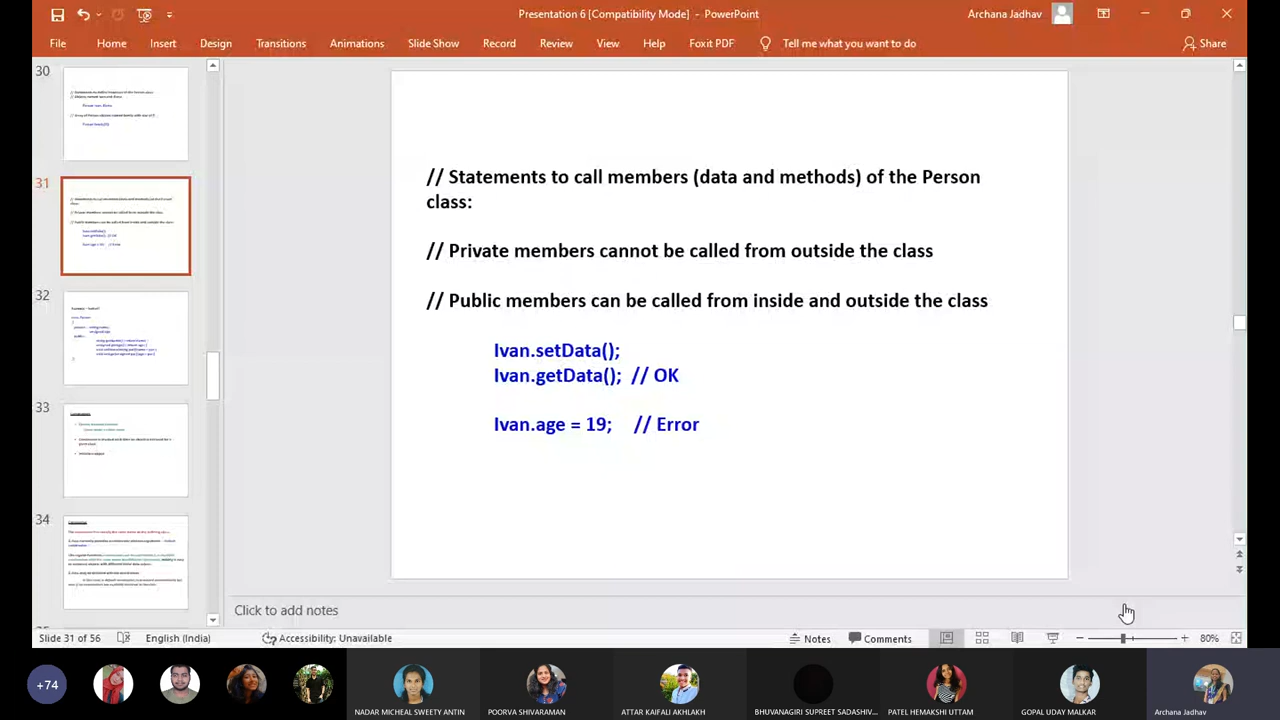 Presentation 6 [Compatibility Mode] - PowerPoint
Archana Jadhav
File Home Insert Design Transitions Animations Slide Show Record Review View Help Foxit PDF Tell me what you want to do Share
30
31
32
33
34
// Statements to call members (data and methods) of the Person
class:
// Private members cannot be called from outside the class
// Public members can be called from inside and outside the class
Ivan.setData();
Ivan.getData(); // OK
Ivan.age = 19; // Error
Click to add notes
Slide 31 of 56 English (India) Accessibility: Unavailable Notes Comments 80%
+74
NADAR MICHEAL SWEETY ANTIN
POORVA SHIVARAMAN
ATTAR KAIFALI AKHLAKH
BHUVANAGIRI SUPREET SADASHIV...
PATEL HEMAKSHI UTTAM
GOPAL UDAY MALKAR
Archana Jadhav